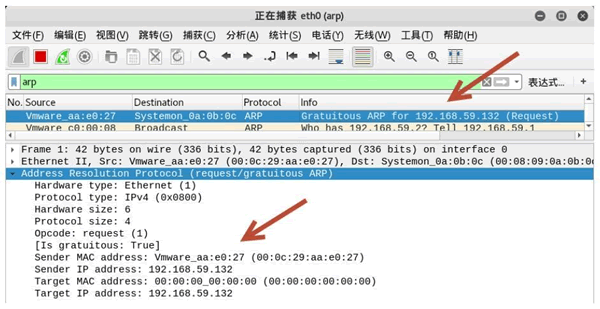 正在捕获 eth0 (arp)
文件(F) 编辑(E) 视图(V) 跳转(G) 捕获(C) 分析(A) 统计(S) 电话(Y) 无线(W) 工具(T) 帮助(H)
arp 表达式… +
No. Source Destination Protocol Info
Vmware_aa:e0:27 Systemon_0a:0b:0c ARP Gratuitous ARP for 192.168.59.132 (Request)
Vmware_c0:00:08 Broadcast ARP Who has 192.168.59.2? Tell 192.168.59.1
Frame 1: 42 bytes on wire (336 bits), 42 bytes captured (336 bits) on interface 0
Ethernet II, Src: Vmware_aa:e0:27 (00:0c:29:aa:e0:27), Dst: Systemon_0a:0b:0c (00:08:09:0a:0b:0c
Address Resolution Protocol (request/gratuitous ARP)
Hardware type: Ethernet (1)
Protocol type: IPv4 (0x0800)
Hardware size: 6
Protocol size: 4
Opcode: request (1)
[Is gratuitous: True]
Sender MAC address: Vmware_aa:e0:27 (00:0c:29:aa:e0:27)
Sender IP address: 192.168.59.132
Target MAC address: 00:00:00_00:00:00 (00:00:00:00:00:00)
Target IP address: 192.168.59.132